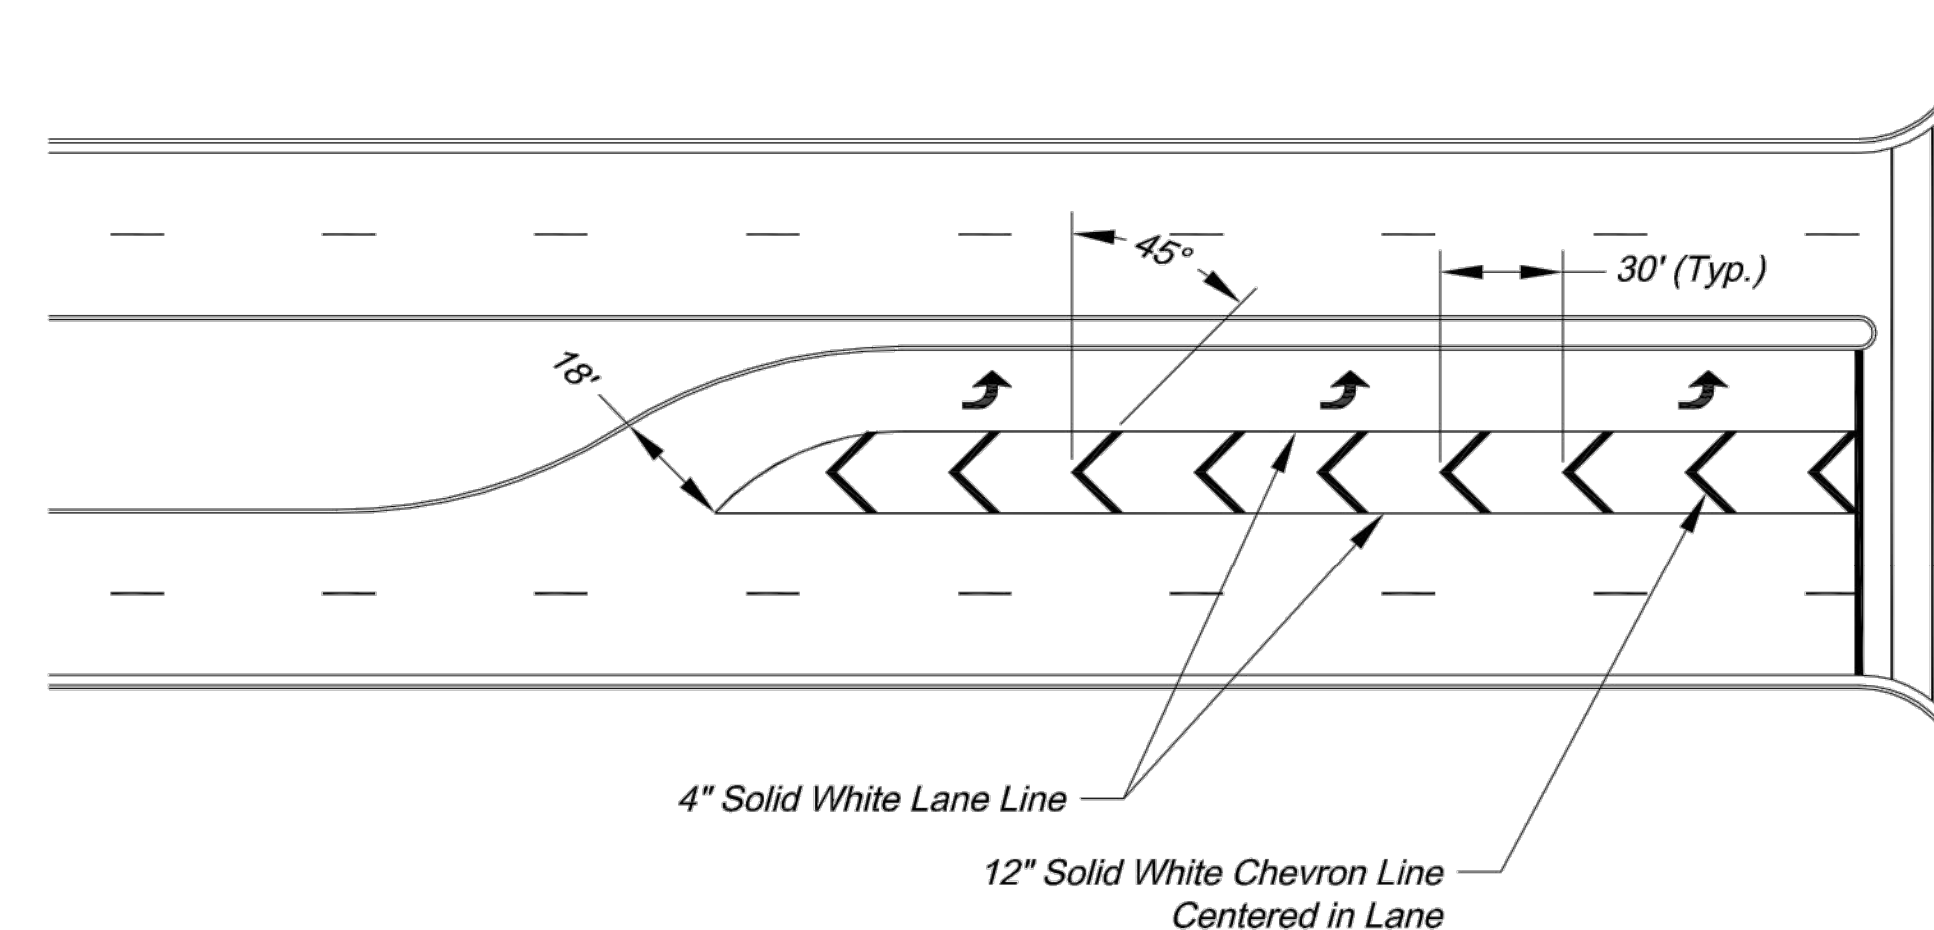 45°
30' (Typ.)
18'
4" Solid White Lane Line
12" Solid White Chevron Line
Centered in Lane